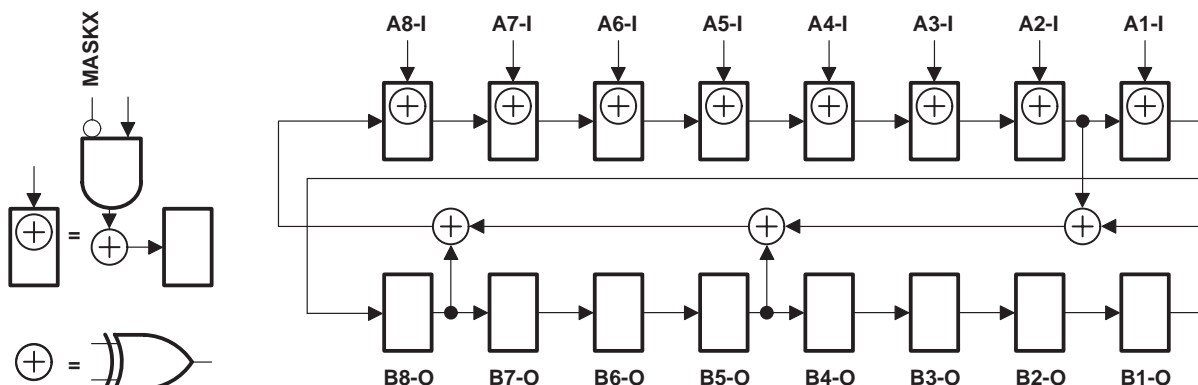 A8-I A7-I A6-I A5-I A4-I A3-I A2-I A1-I
MASKX
=
=
B8-O B7-O B6-O B5-O B4-O B3-O B2-O B1-O